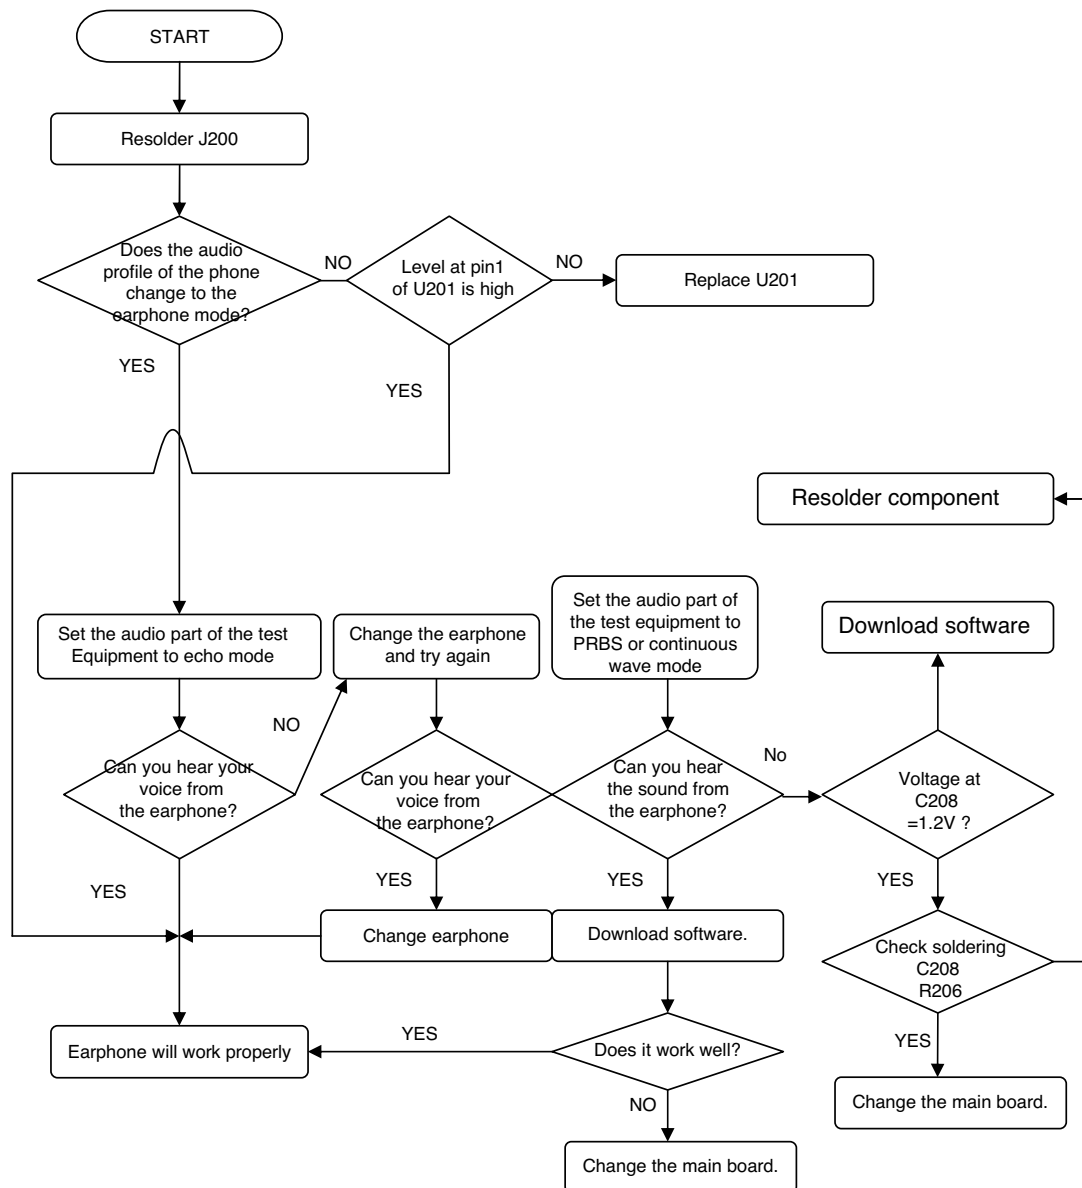 START
Resolder J200
Does the audio
profile of the phone
change to the
earphone mode?
NO
Level at pin1
of U201 is high
NO
Replace U201
YES
YES
Resolder component
Set the audio part of the test
Equipment to echo mode
Change the earphone
and try again
Set the audio part of
the test equipment to
PRBS or continuous
wave mode
Download software
NO
Can you hear your
voice from
the earphone?
Can you hear your
voice from
the earphone?
Can you hear
the sound from
the earphone?
No
Voltage at
C208
=1.2V ?
YES
YES
YES
YES
Change earphone
Download software.
Check soldering
C208
R206
Earphone will work properly
YES
Does it work well?
YES
NO
Change the main board.
Change the main board.